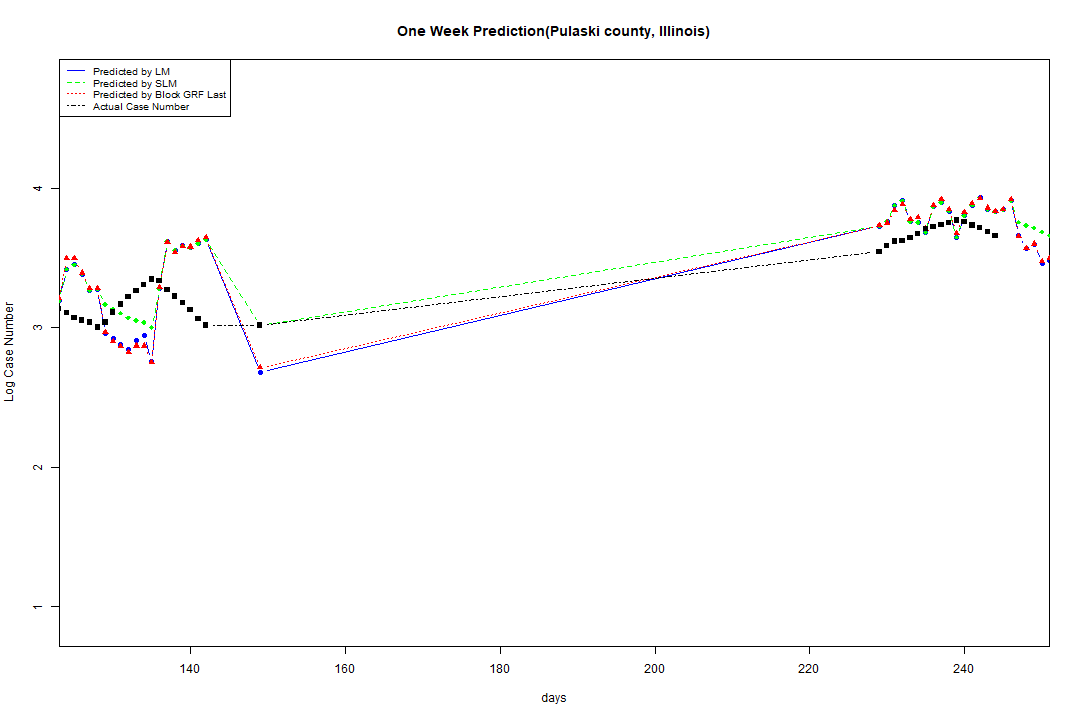 One Week Prediction(Pulaski county, Illinois)
Predicted by LM
Predicted by SLM
Predicted by Block GRF Last
Actual Case Number
4
3
2
1
Log Case Number
140 160 180 200 220 240
days